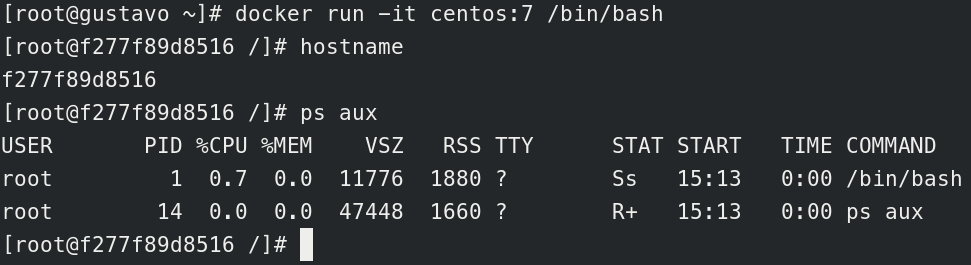 [root@gustavo ~]# docker run -it centos:7 /bin/bash
[root@f277f89d8516 /]# hostname
f277f89d8516
[root@f277f89d8516 /]# ps aux
USER       PID %CPU %MEM    VSZ   RSS TTY      STAT START   TIME COMMAND
root         1  0.7  0.0  11776  1880 ?        Ss   15:13   0:00 /bin/bash
root        14  0.0  0.0  47448  1660 ?        R+   15:13   0:00 ps aux
[root@f277f89d8516 /]#